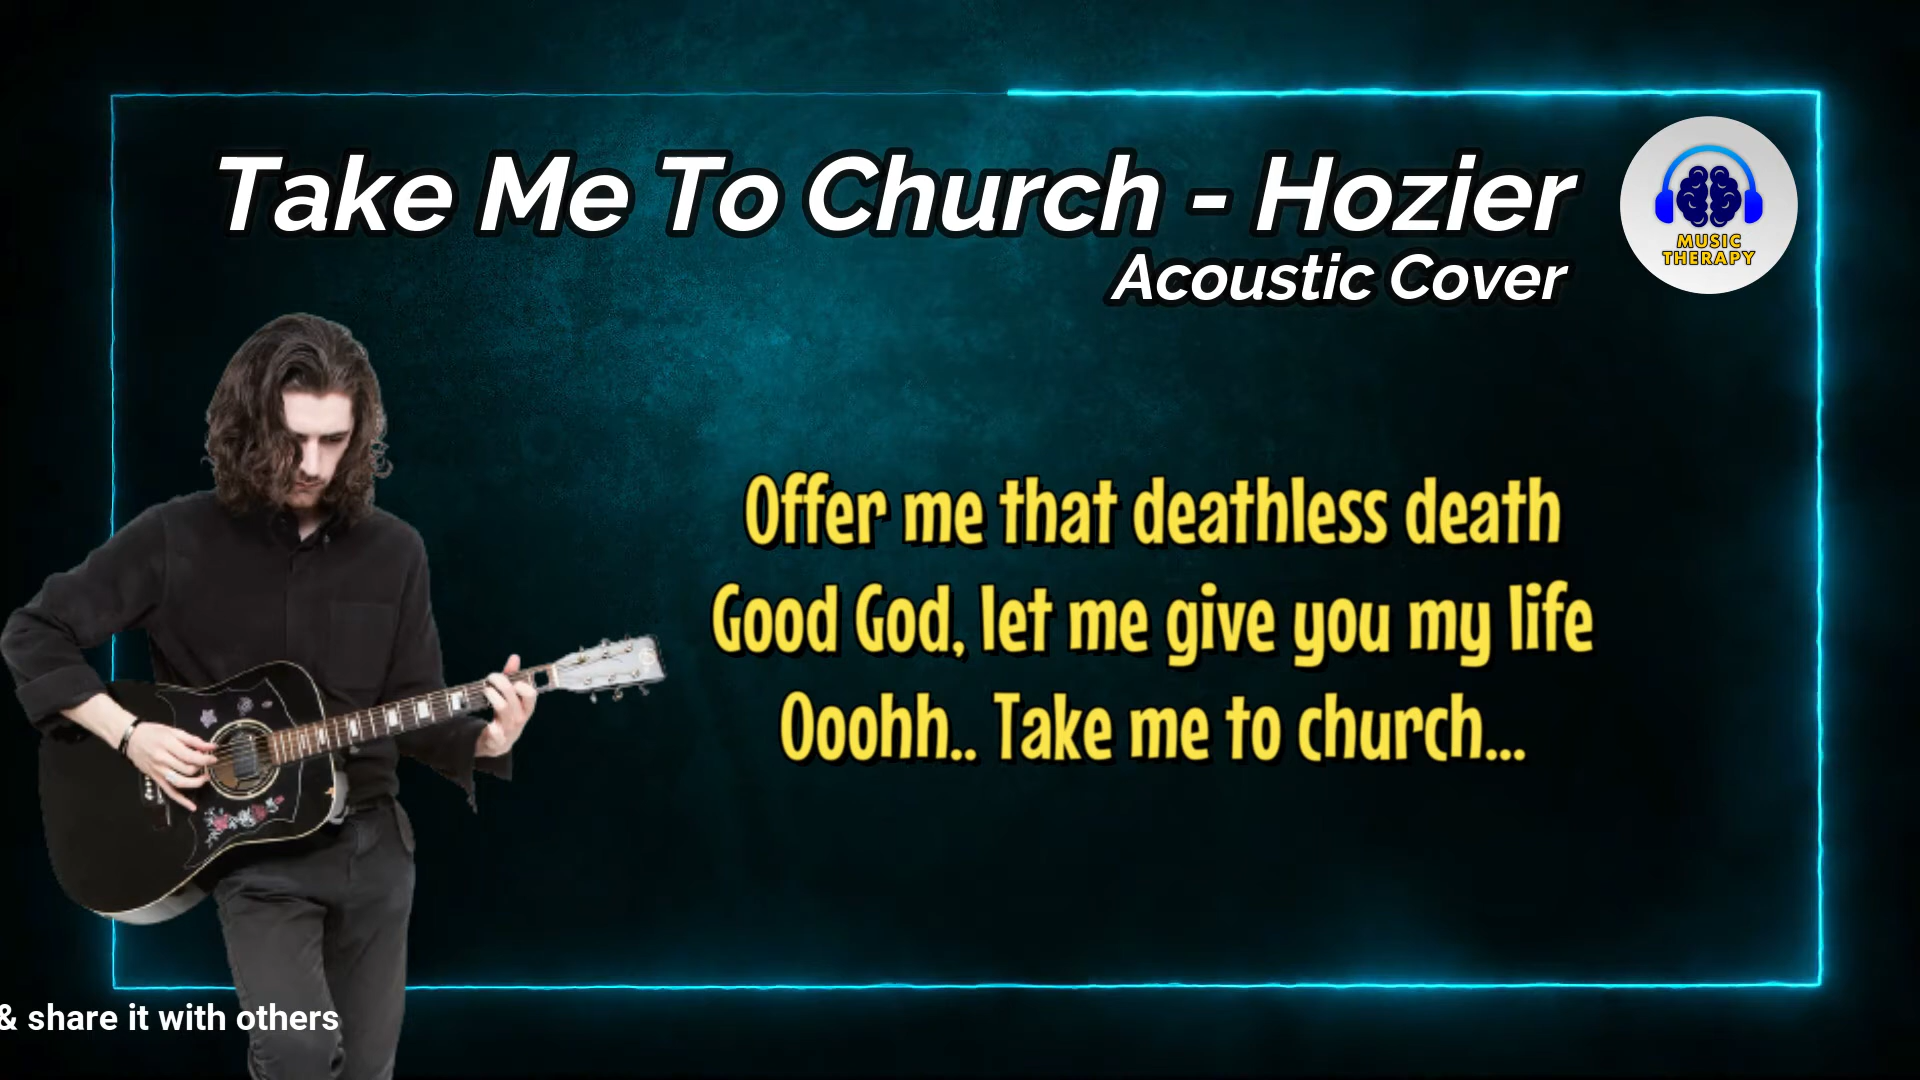 Take Me To Church - Hozier
Acoustic Cover
MUSIC
THERAPY
Offer me that deathless death
Good God, let me give you my life
Ooohh.. Take me to church...
& share it with others